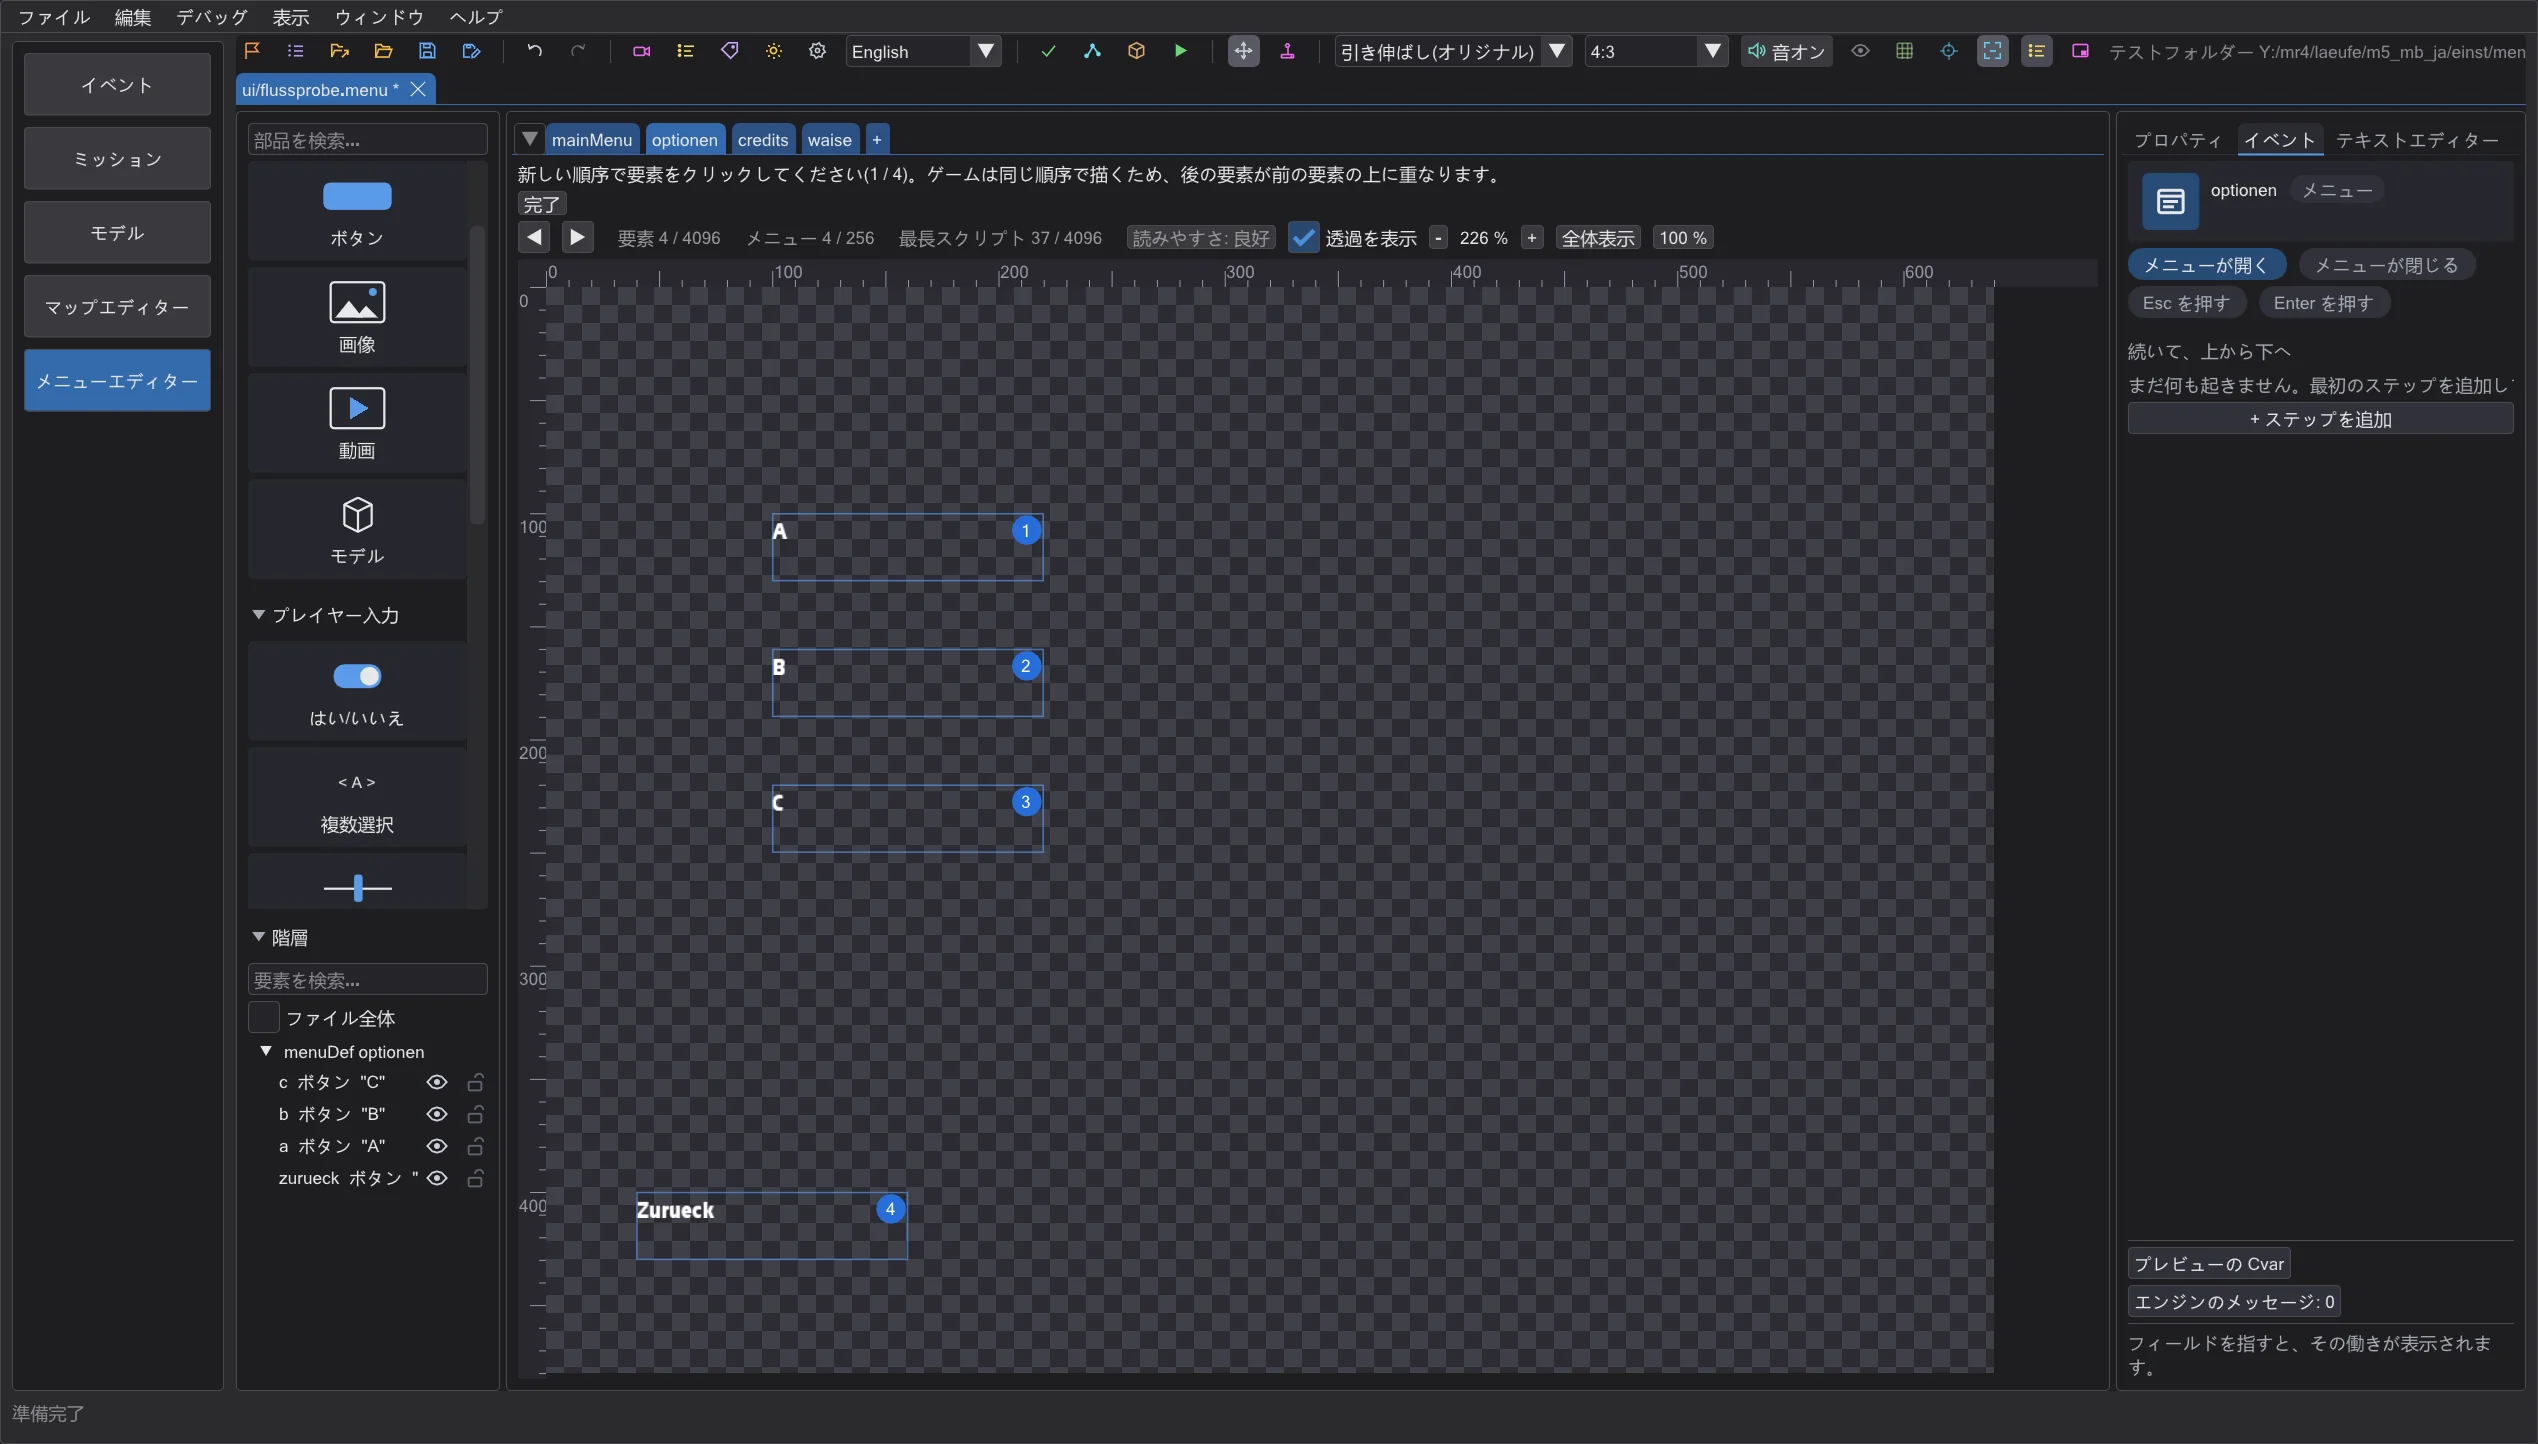 ファイル 編集 デバッグ 表示 ウィンドウ ヘルプ
English 引き伸ばし(オリジナル) 4:3 音オン テストフォルダー Y:/mr4/laeufe/m5_mb_ja/einst/men
イベント
ミッション
モデル
マップエディター
メニューエディター
ui/flussprobe.menu *
部品を検索...
ボタン
画像
動画
モデル
プレイヤー入力
はい/いいえ
< A >
複数選択
階層
要素を検索...
ファイル全体
menuDef optionen
c ボタン "C"
b ボタン "B"
a ボタン "A"
zurueck ボタン "
mainMenu optionen credits waise +
新しい順序で要素をクリックしてください(1 / 4)。ゲームは同じ順序で描くため、後の要素が前の要素の上に重なります。
完了
要素 4 / 4096 メニュー 4 / 256 最長スクリプト 37 / 4096 読みやすさ: 良好 透過を表示 - 226 % + 全体表示 100 %
0 100 200 300 400 500 600
0
100
200
300
400
A 1
B 2
C 3
Zurueck 4
プロパティ イベント テキストエディター
optionen メニュー
メニューが開く メニューが閉じる
Esc を押す Enter を押す
続いて、上から下へ
まだ何も起きません。最初のステップを追加し
+ ステップを追加
プレビューの Cvar
エンジンのメッセージ: 0
フィールドを指すと、その働きが表示されま
す。
準備完了